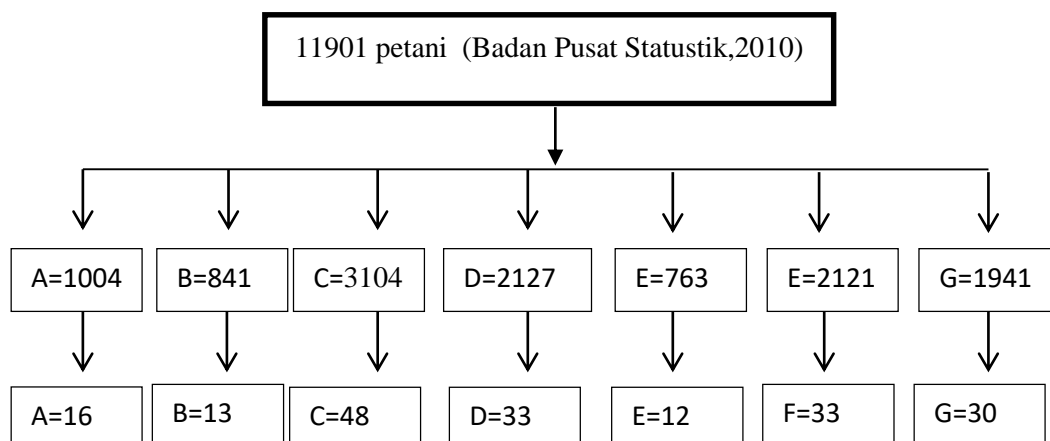 11901 petani  (Badan Pusat Statustik,2010)
A=1004 B=841 C=3104 D=2127 E=763 E=2121 G=1941
A=16 B=13 C=48 D=33 E=12 F=33 G=30